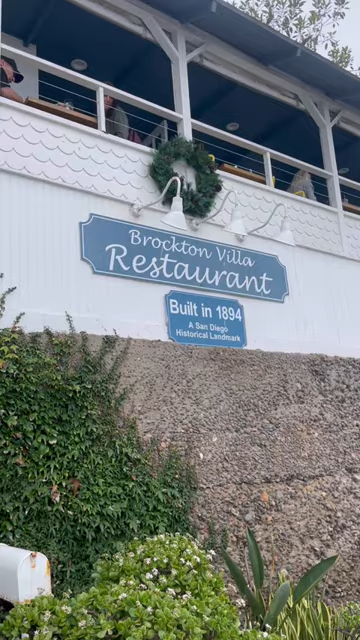 Brockton Villa
Restaurant
Built in 1894
A San Diego
Historical Landmark